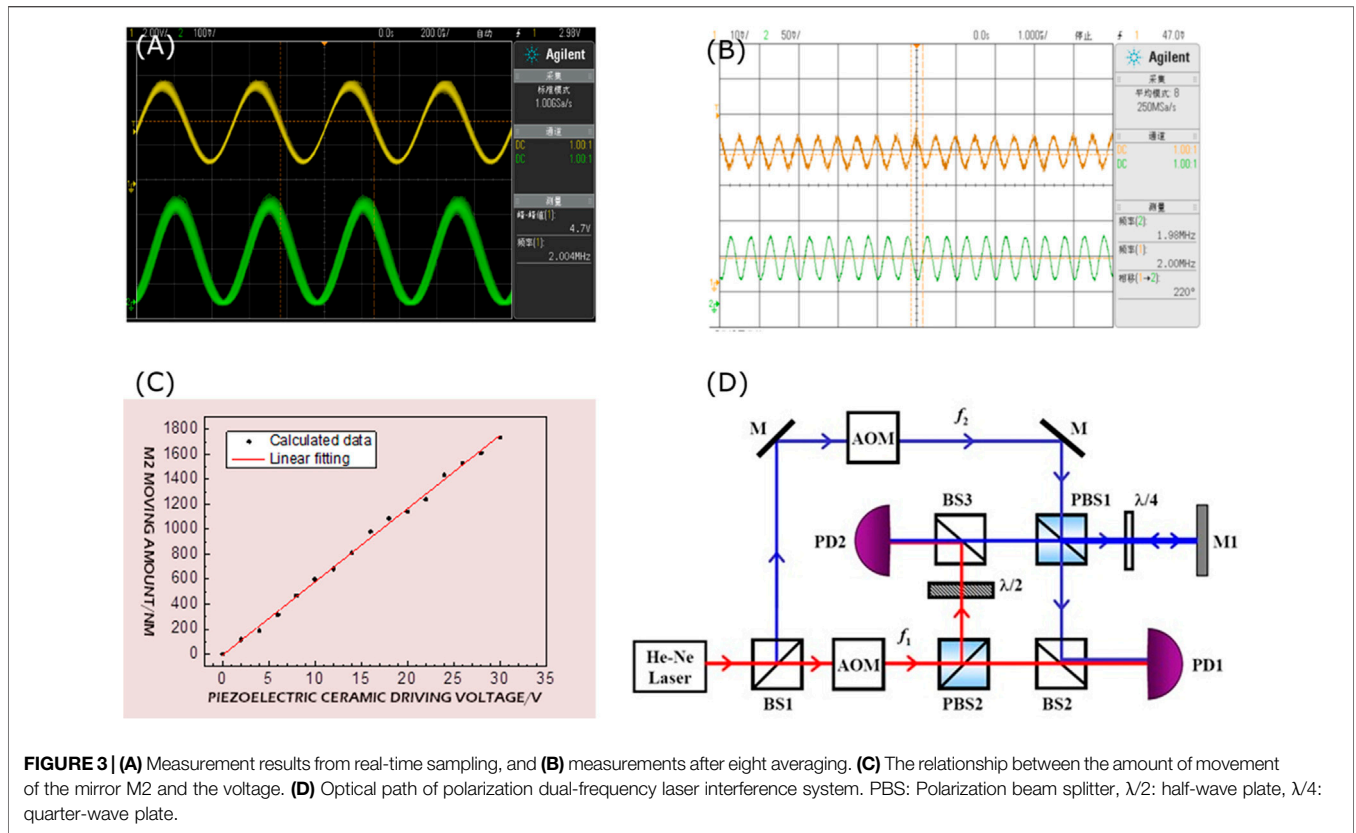 (A)
1 2.00V/ 2 100▽/ 0.0s 200.0ₛ/ 自动 1 2.98V
Agilent
采集
标准模式
1.00GSa/s
通道
DC 1.00:1
DC 1.00:1
测量
峰-峰值(1):
4.7V
频率(1):
2.004MHz
(B)
1 10▽/ 2 50▽/ 0.0s 1.000ₛ/ 停止 1 47.0▽
Agilent
采集
平均模式: 8
250MSa/s
通道
DC 1.00:1
DC 1.00:1
测量
频率(2):
1.98MHz
频率(1):
2.00MHz
相移(1→2):
220°
(C)
Calculated data
Linear fitting
M2 MOVING AMOUNT/NM
1800
1600
1400
1200
1000
800
600
400
200
0
0 5 10 15 20 25 30 35
PIEZOELECTRIC CERAMIC DRIVING VOLTAGE/V
(D)
M AOM f2 M
BS3 PBS1 λ/4
PD2 M1
λ/2
He-Ne Laser AOM f1 PD1
BS1 PBS2 BS2
FIGURE 3 | (A) Measurement results from real-time sampling, and (B) measurements after eight averaging. (C) The relationship between the amount of movement
of the mirror M2 and the voltage. (D) Optical path of polarization dual-frequency laser interference system. PBS: Polarization beam splitter, λ/2: half-wave plate, λ/4:
quarter-wave plate.